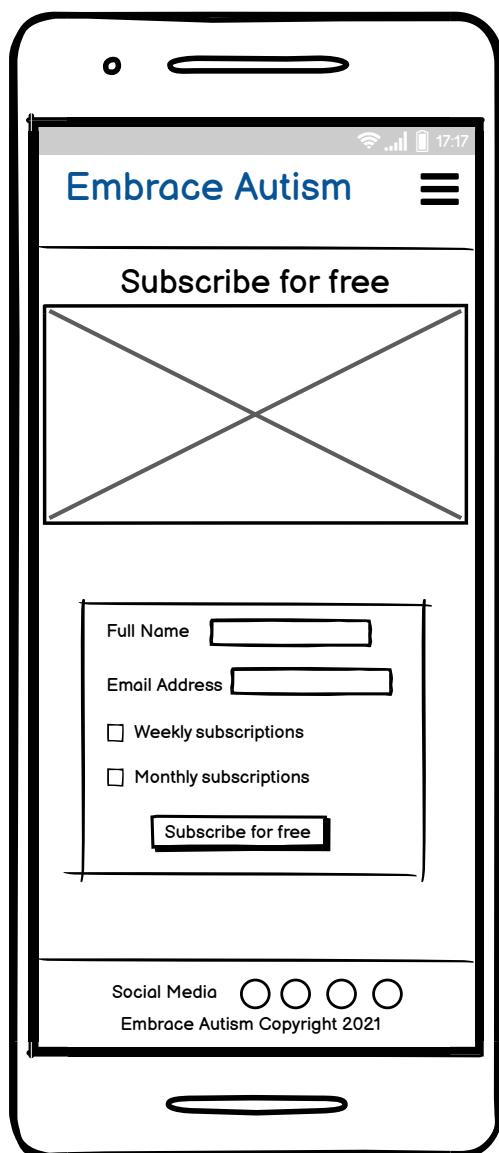 17:17
Embrace Autism
Subscribe for free
Full Name
Email Address
Weekly subscriptions
Monthly subscriptions
Subscribe for free
Social Media
Embrace Autism Copyright 2021